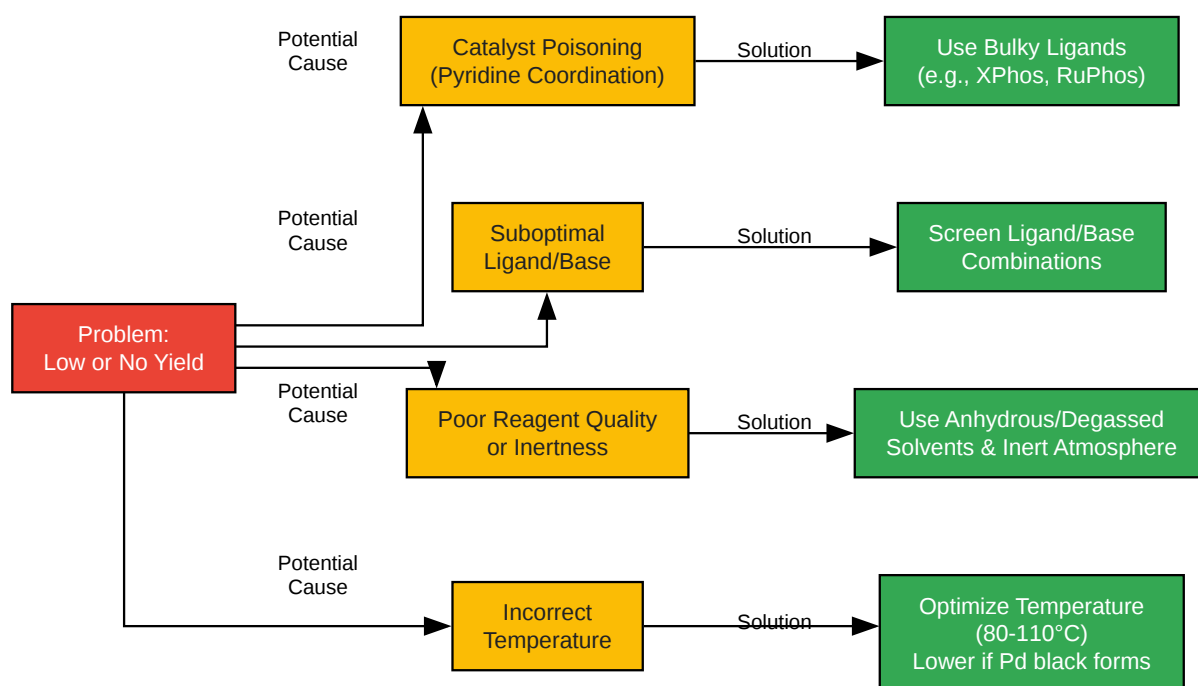 Potential
Cause
Catalyst Poisoning
(Pyridine Coordination)
Solution
Use Bulky Ligands
(e.g., XPhos, RuPhos)
Potential
Cause
Suboptimal
Ligand/Base
Solution
Screen Ligand/Base
Combinations
Problem:
Low or No Yield
Potential
Cause
Poor Reagent Quality
or Inertness
Solution
Use Anhydrous/Degassed
Solvents & Inert Atmosphere
Potential
Cause
Incorrect
Temperature
Solution
Optimize Temperature
(80-110°C)
Lower if Pd black forms